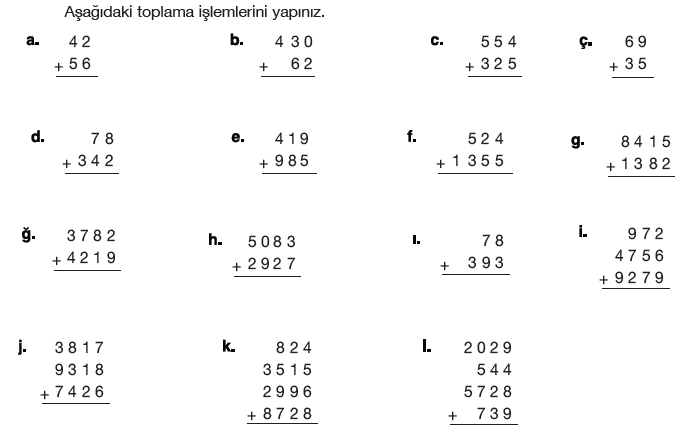 Aşağıdaki toplama işlemlerini yapınız.
a. 42
+ 56
b. 430
+ 62
c. 554
+ 325
ç. 69
+ 35
d. 78
+ 342
e. 419
+ 985
f. 524
+ 1355
g. 8415
+ 1382
ğ. 3782
+ 4219
h. 5083
+ 2927
ı. 78
+ 393
i. 972
4756
+ 9279
j. 3817
9318
+ 7426
k. 824
3515
2996
+ 8728
l. 2029
544
5728
+ 739